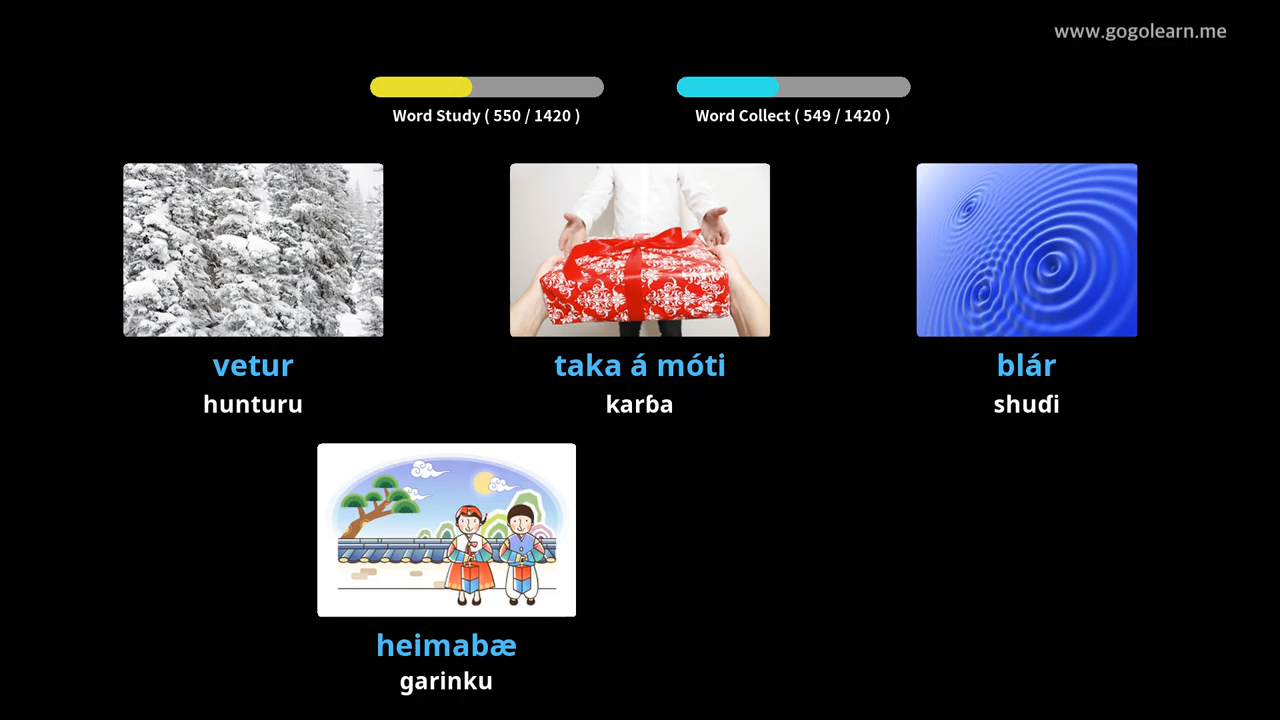 www.gogolearn.me
Word Study ( 550 / 1420 )
Word Collect ( 549 / 1420 )
vetur
hunturu
taka á móti
karɓa
blár
shuɗi
heimabæ
garinku